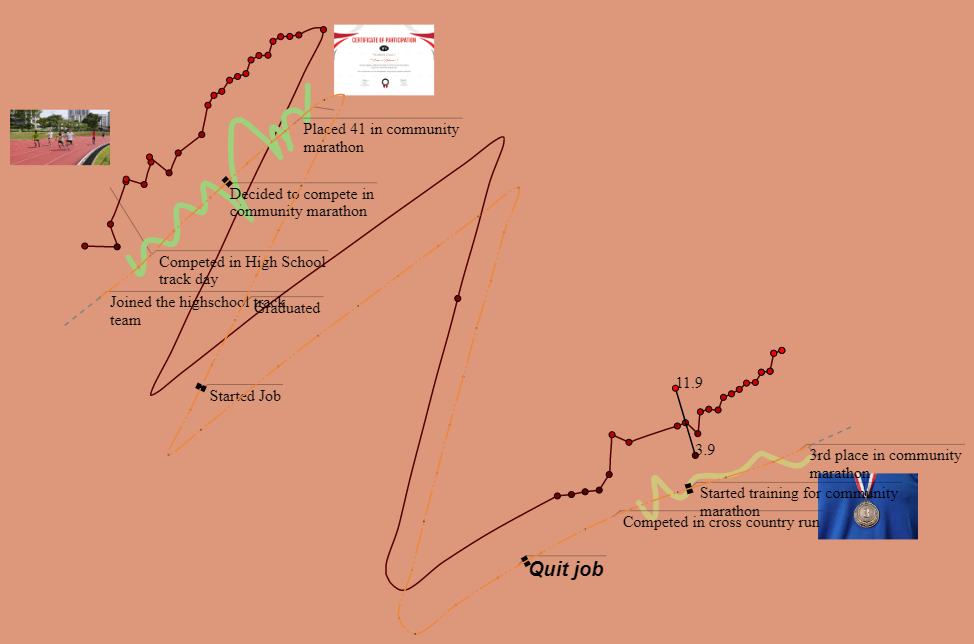 CERTIFICATE OF PARTICIPATION
Placed 41 in community
marathon
Decided to compete in
community marathon
Competed in High School
track day
Joined the highschool track
team
Graduated
Started Job
11.9
3.9
3rd place in community
marathon
Started training for community
marathon
Competed in cross country run
Quit job